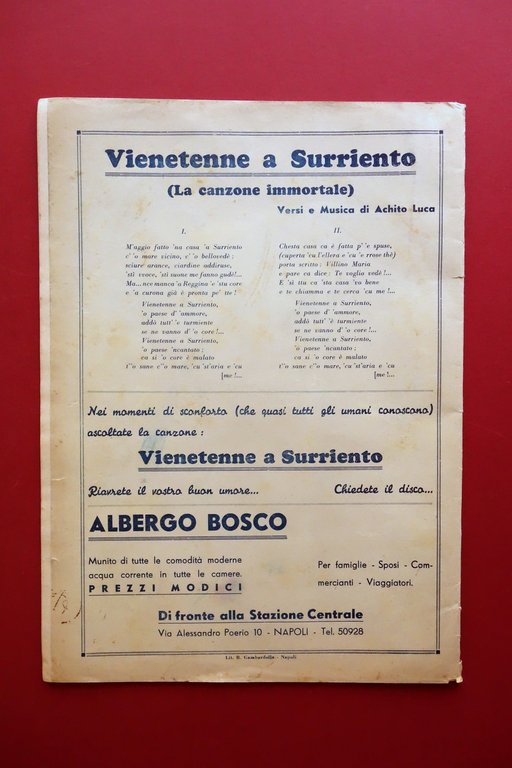 Vienetenne a Surriento
(La canzone immortale)
Versi e Musica di Achito Luca
I.
M'aggio fatto 'na casa 'a Surriento
c' 'o mare vicino, c' 'o bellovedè :
sciure' arance, ciardine addiruse,
'sti vvoce, 'sti suone me fanno gudè!...
Ma... nce manca 'a Reggina 'e 'stu core
e 'a curona già è pronta pe' tte !
Vienetenne a Surriento,
'o paese d' 'ammore,
addò tutt' 'e turmiente
se ne vanno d' 'o core !...
Vienetenne a Surriento,
'o paese 'ncantato ;
ca si 'o core è malato
t' 'o sane c' 'o mare, 'cu 'st'aria e 'cu
[me !...
II.
Chesta casa ca è fatta p' 'e spuse,
(cuperta 'cu l'ellera e 'cu 'e rrose thè)
porta scritto : Villino Maria
e pare ca dice : Te voglio vedè !...
E 'si ttu ca 'sta casa 'vo bene
e te chiamma e te cerca 'cu me !...
Vienetenne a Surriento,
'o paese d' 'ammore,
addò tutt' 'e turmiente
se ne vanno d' 'o core !...
Vienetenne a Surriento,
'o paese 'ncantato ;
ca si 'o core è malato
t' 'o sane c' 'o mare, 'cu 'st'aria e 'cu
[me !...
Nei momenti di sconforto (che quasi tutti gli umani conoscono)
ascoltate la canzone :
Vienetenne a Surriento
Riavrete il vostro buon umore... Chiedete il disco...
ALBERGO BOSCO
Munito di tutte le comodità moderne
acqua corrente in tutte le camere.
PREZZI MODICI
Per famiglie - Sposi - Com-
mercianti - Viaggiatori.
Di fronte alla Stazione Centrale
Via Alessandro Poerio 10 - NAPOLI - Tel. 50928
Lit. R. Gambardella - Napoli